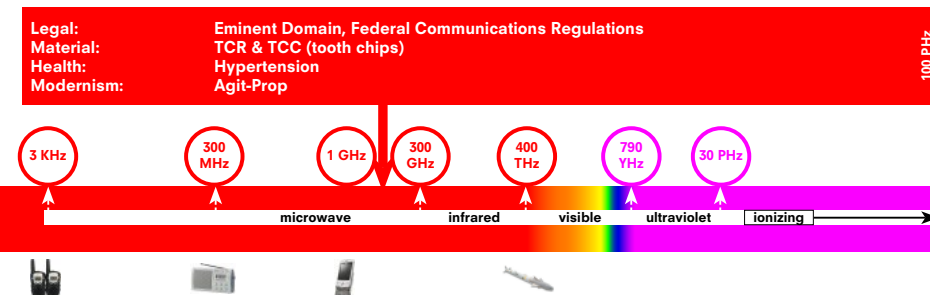 Legal: Eminent Domain, Federal Communications Regulations
Material: TCR & TCC (tooth chips)
Health: Hypertension
Modernism: Agit-Prop
100 PHz
3 KHz
300 MHz
1 GHz
300 GHz
400 THz
790 YHz
30 PHz
microwave
infrared
visible
ultraviolet
ionizing